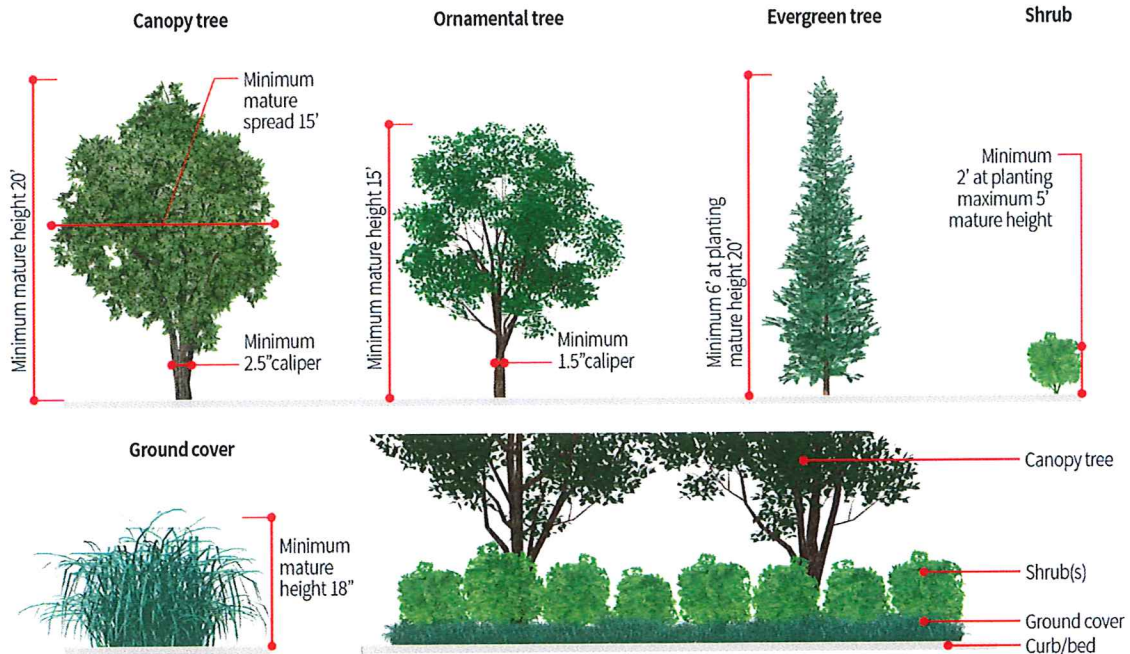 Canopy tree
Ornamental tree
Evergreen tree
Shrub
Minimum mature height 20'
Minimum
mature
spread 15'
Minimum
2.5"caliper
Minimum mature height 15'
Minimum
1.5"caliper
Minimum 6' at planting
mature height 20'
Minimum
2' at planting
maximum 5'
mature height
Ground cover
Minimum
mature
height 18"
Canopy tree
Shrub(s)
Ground cover
Curb/bed